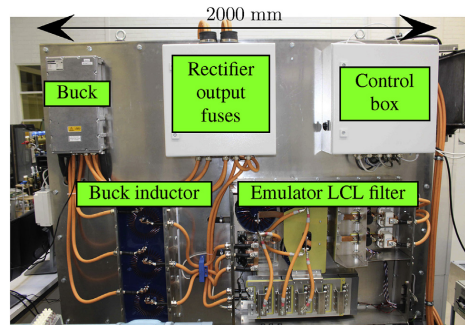 2000 mm
Buck
Rectifier
output
fuses
Control
box
Buck inductor
Emulator LCL filter